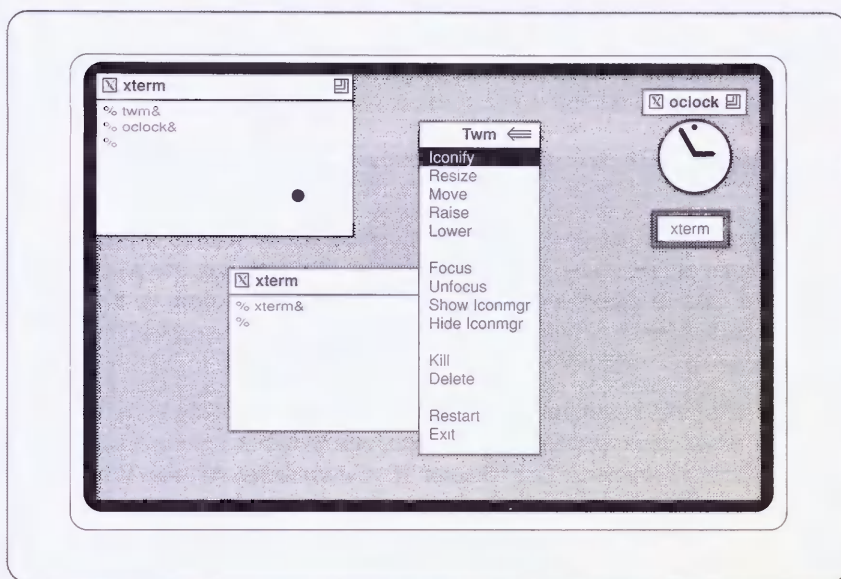 xterm
% twm&
% oclock&
%
xterm
% xterm&
%
Twm
Iconify
Resize
Move
Raise
Lower
Focus
Unfocus
Show Iconmgr
Hide Iconmgr
Kill
Delete
Restart
Exit
oclock
xterm